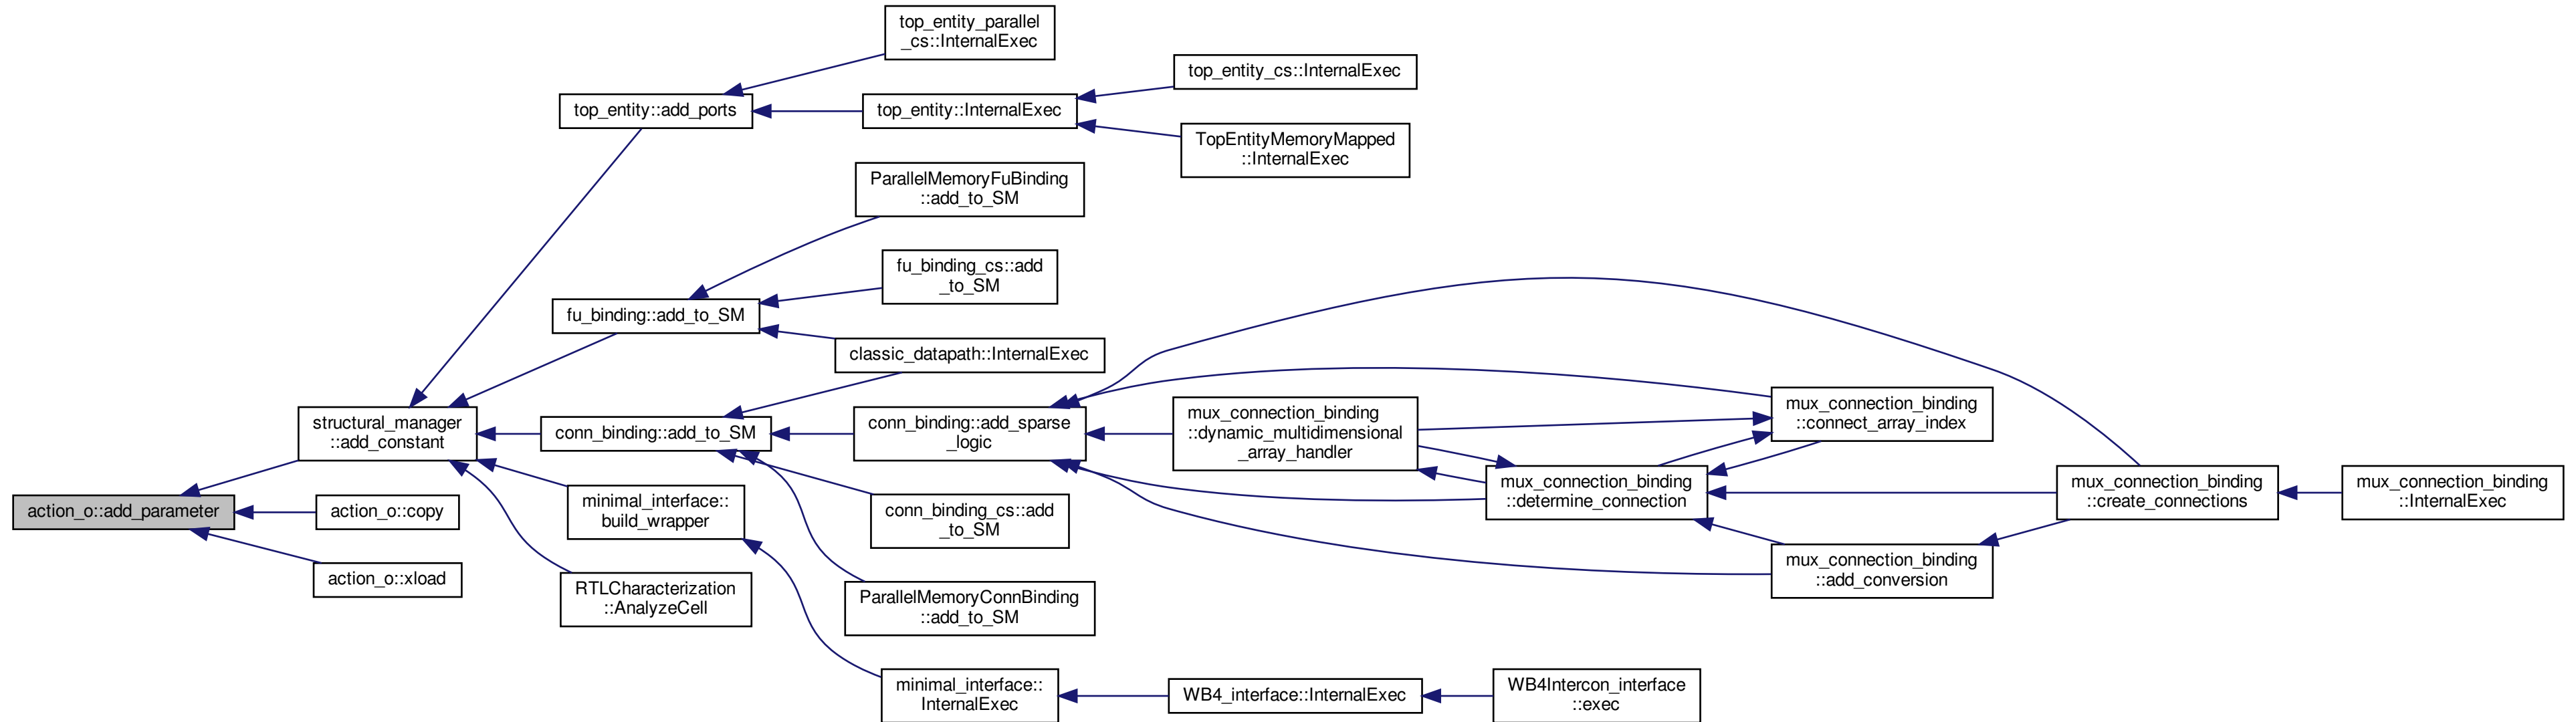 top_entity_parallel
_cs::InternalExec
top_entity_cs::InternalExec
top_entity::add_ports
top_entity::InternalExec
TopEntityMemoryMapped
::InternalExec
ParallelMemoryFuBinding
::add_to_SM
fu_binding_cs::add
_to_SM
fu_binding::add_to_SM
classic_datapath::InternalExec
structural_manager
::add_constant
conn_binding::add_to_SM
conn_binding::add_sparse
_logic
mux_connection_binding
::dynamic_multidimensional
_array_handler
mux_connection_binding
::connect_array_index
mux_connection_binding
::determine_connection
mux_connection_binding
::create_connections
mux_connection_binding
::InternalExec
action_o::add_parameter
action_o::copy
minimal_interface::
build_wrapper
conn_binding_cs::add
_to_SM
mux_connection_binding
::add_conversion
action_o::xload
RTLCharacterization
::AnalyzeCell
ParallelMemoryConnBinding
::add_to_SM
minimal_interface::
InternalExec
WB4_interface::InternalExec
WB4Intercon_interface
::exec